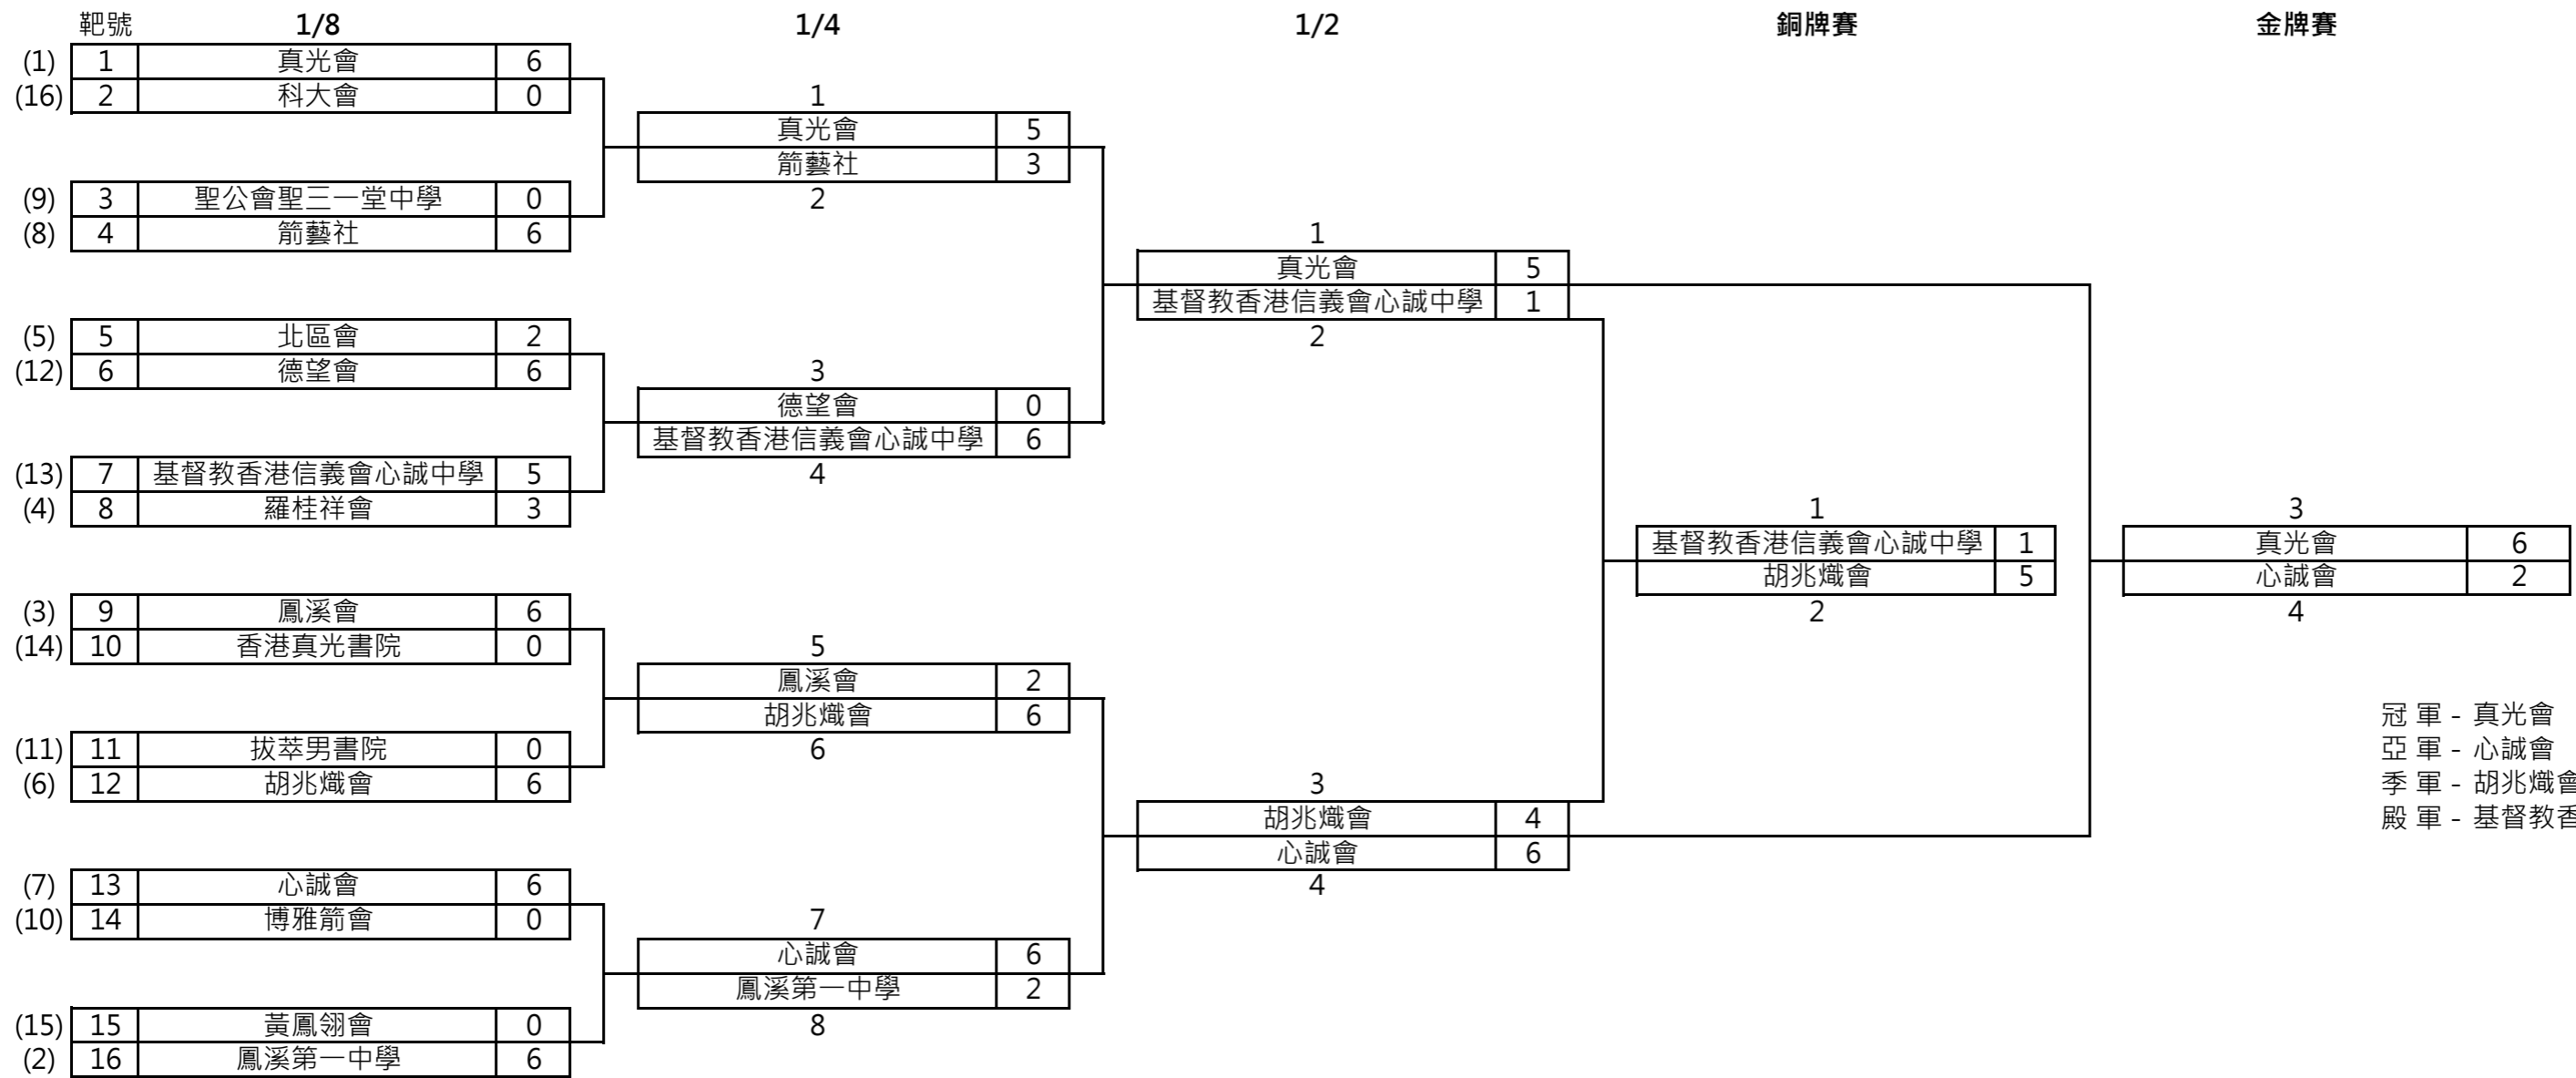 靶號 1/8 1/4 1/2 銅牌賽 金牌賽
(1) 1 真光會 6
(16) 2 科大會 0 1
真光會 5
箭藝社 3
(9) 3 聖公會聖三一堂中學 0 2
(8) 4 箭藝社 6 1
真光會 5
基督教香港信義會心誠中學 1
(5) 5 北區會 2 2
(12) 6 德望會 6 3
德望會 0
基督教香港信義會心誠中學 6
(13) 7 基督教香港信義會心誠中學 5 4
(4) 8 羅桂祥會 3 1 3
基督教香港信義會心誠中學 1 真光會 6
胡兆熾會 5 心誠會 2
(3) 9 鳳溪會 6 2 4
(14) 10 香港真光書院 0 5
鳳溪會 2
胡兆熾會 6 冠 軍 - 真光會
(11) 11 拔萃男書院 0 6 亞 軍 - 心誠會
(6) 12 胡兆熾會 6 3 季 軍 - 胡兆熾會
胡兆熾會 4 殿 軍 - 基督教香
心誠會 6
(7) 13 心誠會 6 4
(10) 14 博雅箭會 0 7
心誠會 6
鳳溪第一中學 2
(15) 15 黃鳳翎會 0 8
(2) 16 鳳溪第一中學 6